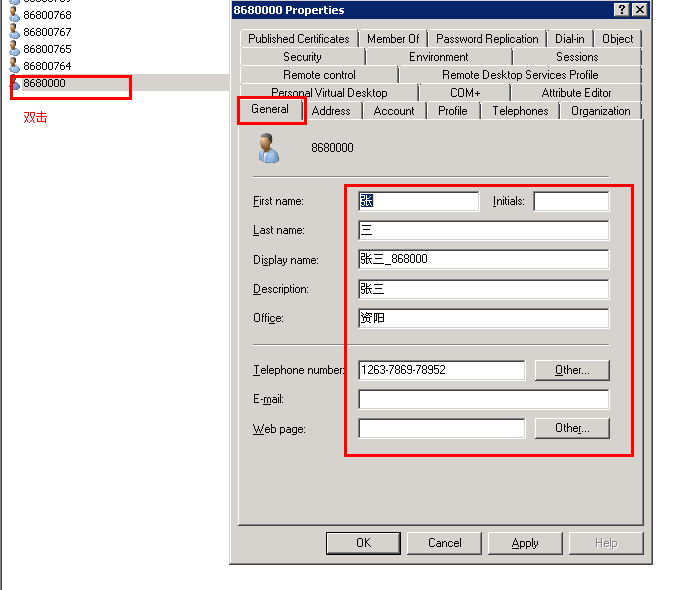 86800768
86800767
86800765
86800764
8680000
双击
8680000 Properties
Published Certificates Member Of Password Replication Dial-in Object
Security Environment Sessions
Remote control Remote Desktop Services Profile
Personal Virtual Desktop COM+ Attribute Editor
General Address Account Profile Telephones Organization
8680000
First name: 张 Initials:
Last name: 三
Display name: 张三_868000
Description: 张三
Office: 资阳
Telephone number: 1263-7869-78952 Other...
E-mail:
Web page: Other...
OK Cancel Apply Help